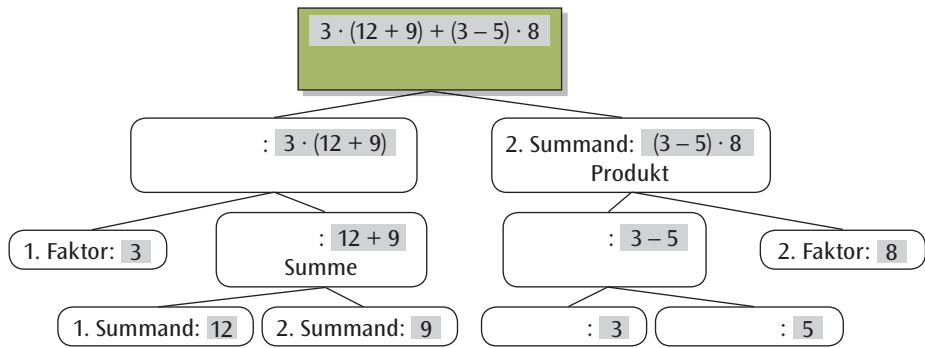 3 · (12 + 9) + (3 – 5) · 8
: 3 · (12 + 9)
2. Summand: (3 – 5) · 8
Produkt
1. Faktor: 3
: 12 + 9
Summe
: 3 – 5
2. Faktor: 8
1. Summand: 12
2. Summand: 9
: 3
: 5